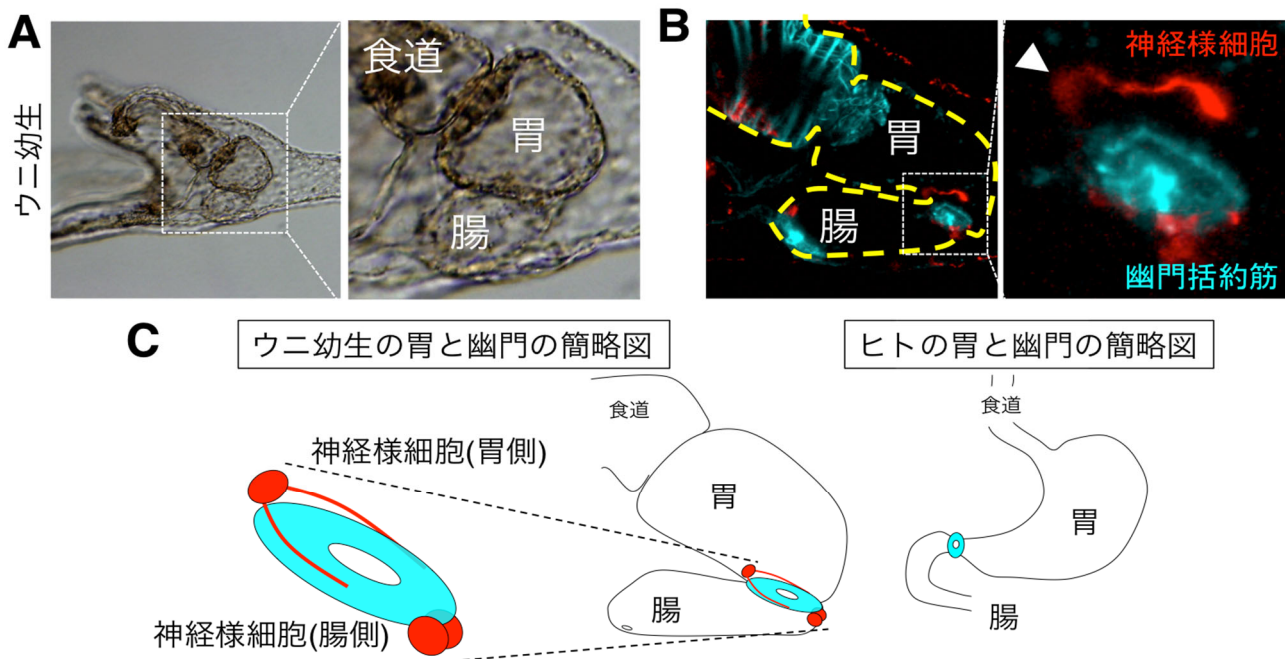 A
ウニ幼生
食道
胃
腸
B
胃
腸
神経様細胞
幽門括約筋
C
ウニ幼生の胃と幽門の簡略図
ヒトの胃と幽門の簡略図
神経様細胞(胃側)
食道
胃
腸
神経様細胞(腸側)
食道
胃
腸